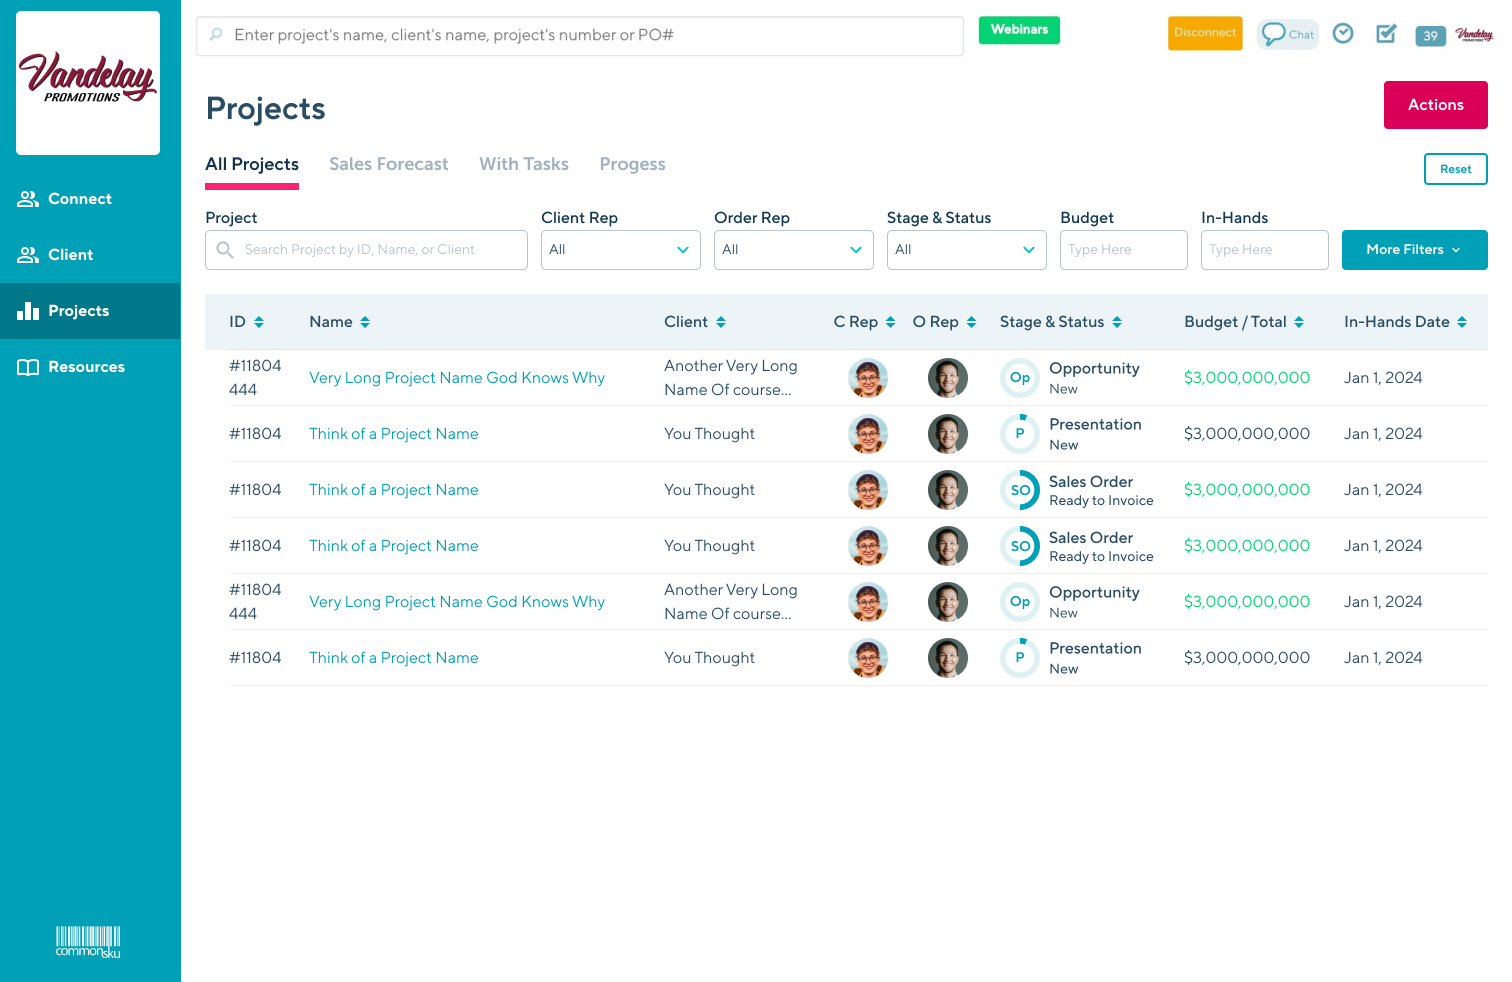 Vandelay
PROMOTIONS
Connect
Client
Projects
Resources
commonsku
Enter project's name, client's name, project's number or PO#
Webinars
Disconnect
Chat
39
Vandelay
PROMOTIONS
Projects
Actions
All Projects
Sales Forecast
With Tasks
Progess
Reset
Project
Client Rep
Order Rep
Stage & Status
Budget
In-Hands
Search Project by ID, Name, or Client
All
All
All
Type Here
Type Here
More Filters
ID
Name
Client
C Rep
O Rep
Stage & Status
Budget / Total
In-Hands Date
#11804
444
Very Long Project Name God Knows Why
Another Very Long
Name Of course...
Op
Opportunity
New
$3,000,000,000
Jan 1, 2024
#11804
Think of a Project Name
You Thought
P
Presentation
New
$3,000,000,000
Jan 1, 2024
#11804
Think of a Project Name
You Thought
SO
Sales Order
Ready to Invoice
$3,000,000,000
Jan 1, 2024
#11804
Think of a Project Name
You Thought
SO
Sales Order
Ready to Invoice
$3,000,000,000
Jan 1, 2024
#11804
444
Very Long Project Name God Knows Why
Another Very Long
Name Of course...
Op
Opportunity
New
$3,000,000,000
Jan 1, 2024
#11804
Think of a Project Name
You Thought
P
Presentation
New
$3,000,000,000
Jan 1, 2024